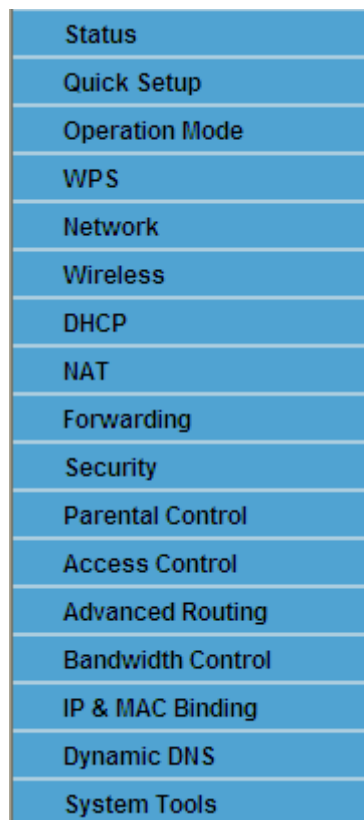 Status
Quick Setup
Operation Mode
WPS
Network
Wireless
DHCP
NAT
Forwarding
Security
Parental Control
Access Control
Advanced Routing
Bandwidth Control
IP & MAC Binding
Dynamic DNS
System Tools